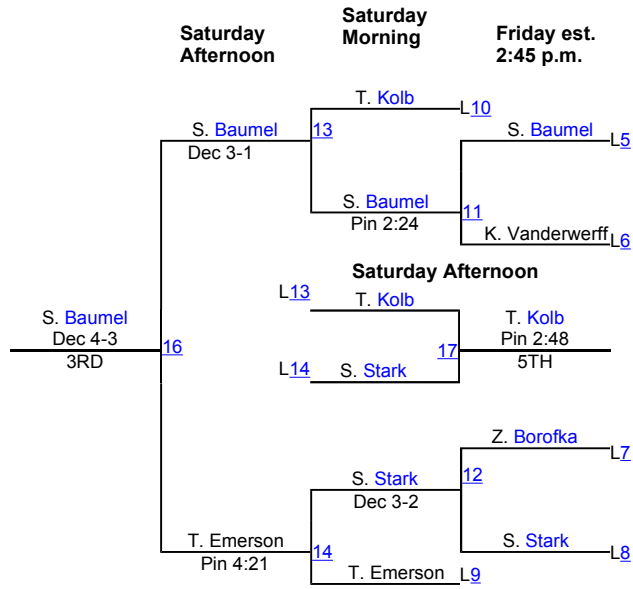 Saturday Afternoon
Saturday Morning
Friday est. 2:45 p.m.
T. Kolb
L10
S. Baumel
13
S. Baumel
L5
Dec 3-1
S. Baumel
11
Pin 2:24
K. Vanderwerff
L6
Saturday Afternoon
L13
T. Kolb
S. Baumel
T. Kolb
Dec 4-3
16
17
Pin 2:48
3RD
5TH
L14
S. Stark
Z. Borofka
L7
S. Stark
12
Dec 3-2
T. Emerson
14
S. Stark
L8
Pin 4:21
T. Emerson
L9